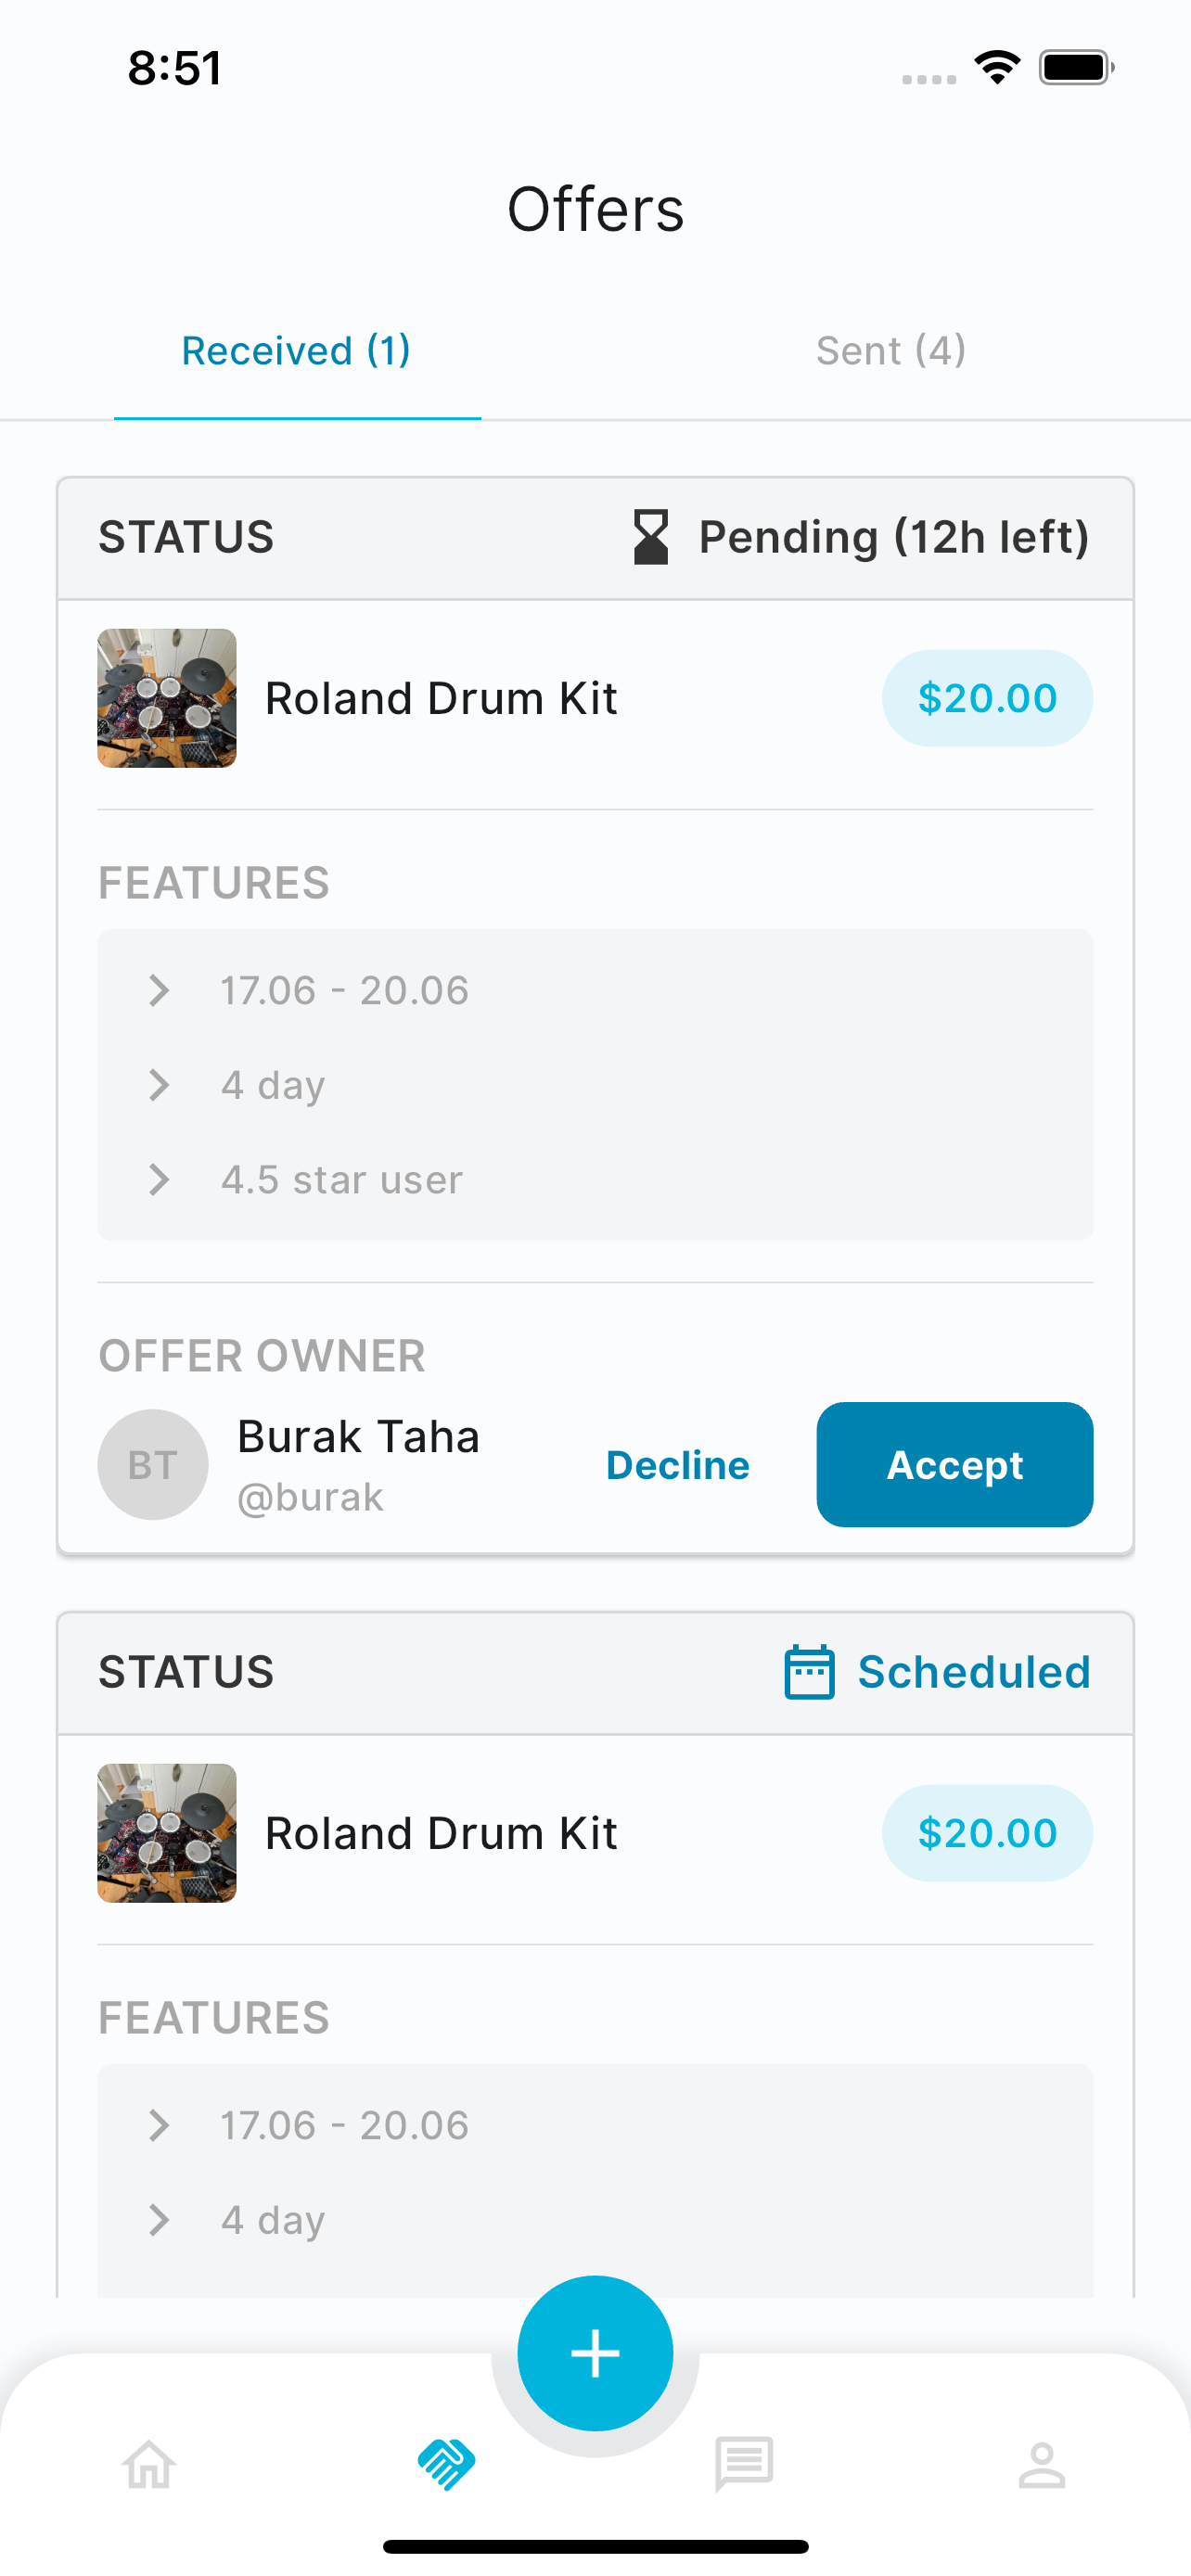 8:51
Offers
Received (1)
Sent (4)
STATUS
Pending (12h left)
Roland Drum Kit
$20.00
FEATURES
17.06 - 20.06
4 day
4.5 star user
OFFER OWNER
BT
Burak Taha
@burak
Decline
Accept
STATUS
Scheduled
Roland Drum Kit
$20.00
FEATURES
17.06 - 20.06
4 day